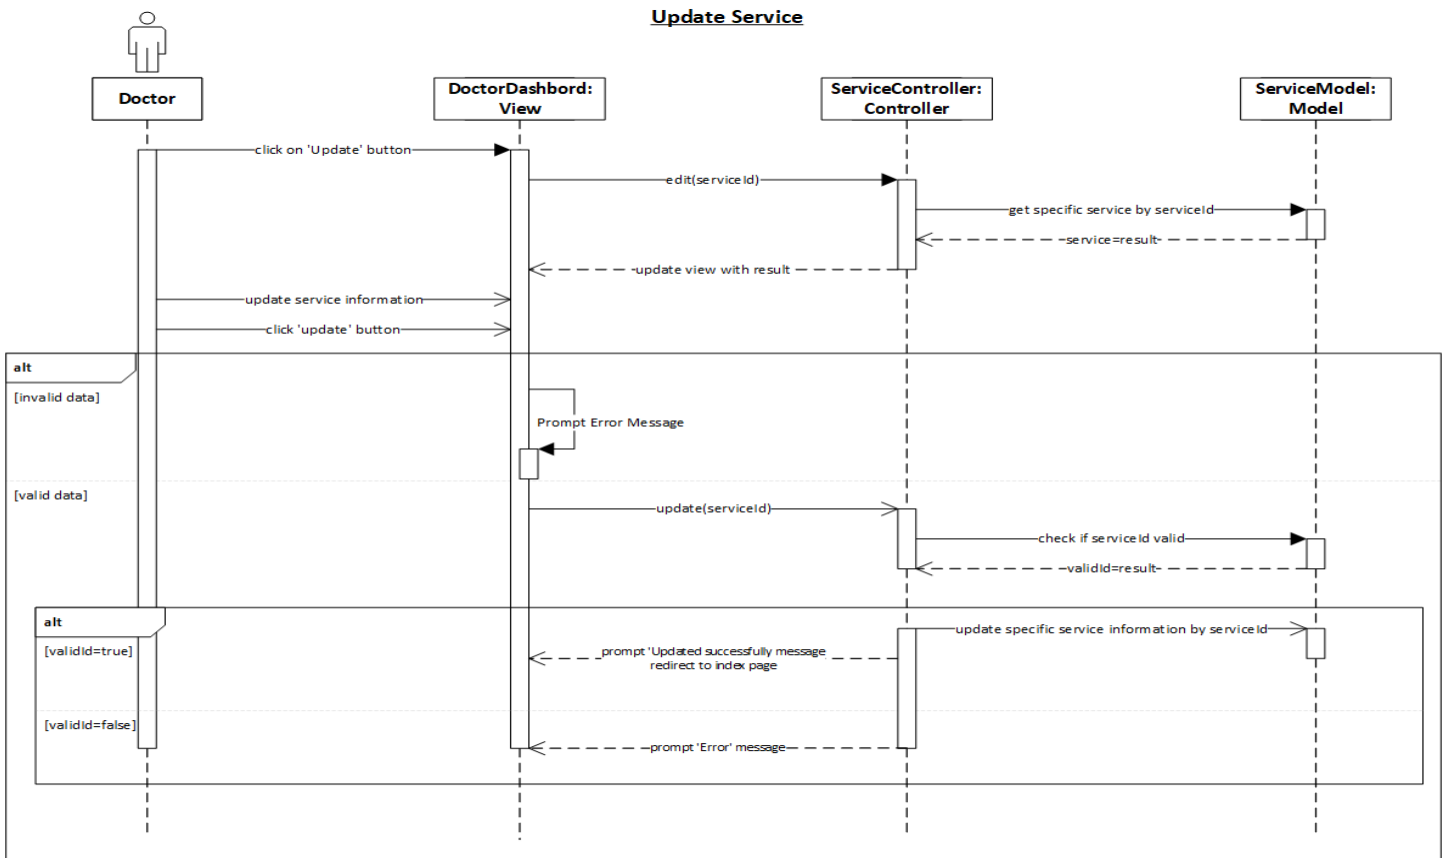 Update Service
Doctor
DoctorDashbord:
View
ServiceController:
Controller
ServiceModel:
Model
click on 'Update' button
edit(serviceId)
get specific service by serviceId
service=result
update view with result
update service information
click 'update' button
alt
[invalid data]
Prompt Error Message
[valid data]
update(serviceId)
check if serviceId valid
validId=result
alt
update specific service information by serviceId
[validId=true]
prompt 'Updated successfully message
redirect to index page
[validId=false]
prompt 'Error' message